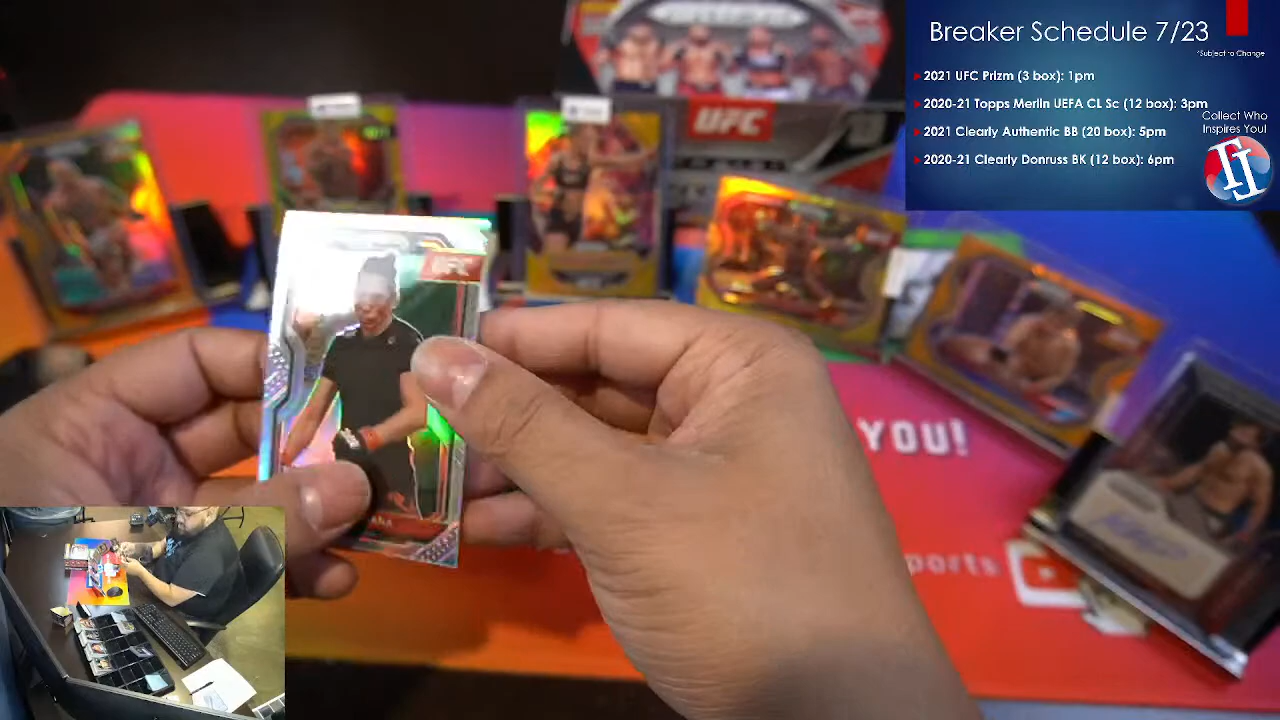 Breaker Schedule 7/23
*Subject to Change
2021 UFC Prizm (3 box): 1pm
2020-21 Topps Merlin UEFA CL Sc (12 box): 3pm
2021 Clearly Authentic BB (20 box): 5pm
2020-21 Clearly Donruss BK (12 box): 6pm
Collect Who
Inspires You!
UFC
UFC
YOU!
ports